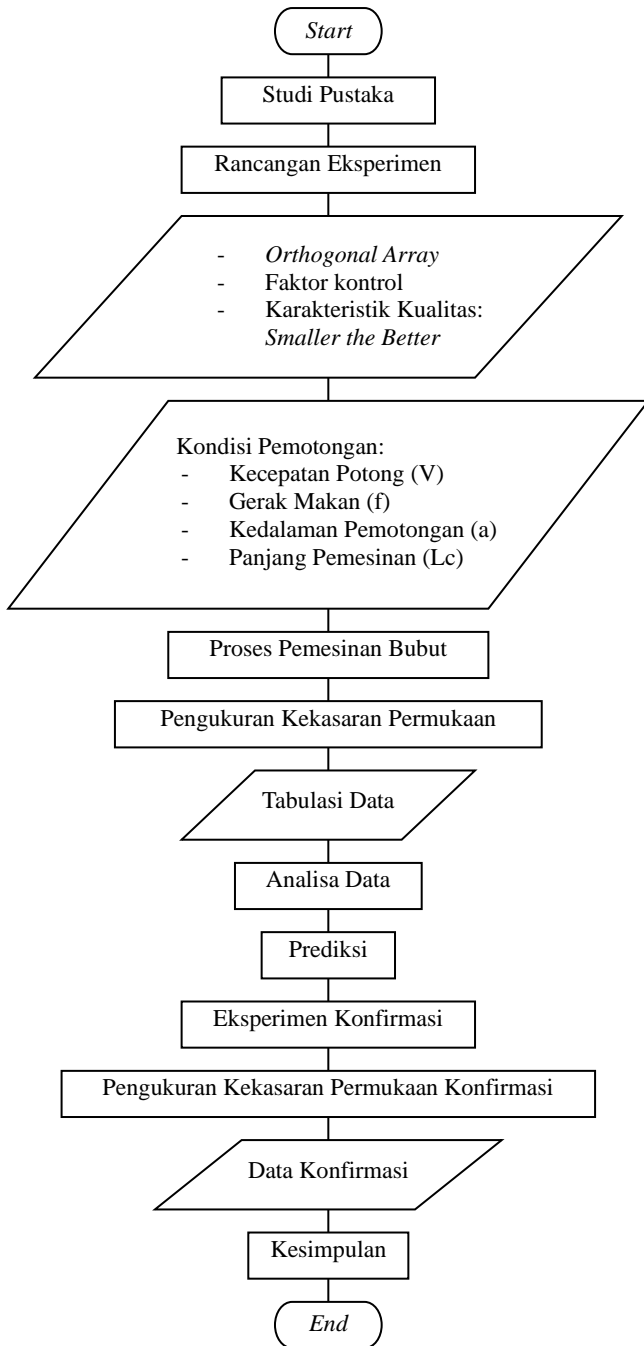 Start
Studi Pustaka
Rancangan Eksperimen
- Orthogonal Array
- Faktor kontrol
- Karakteristik Kualitas:
Smaller the Better
Kondisi Pemotongan:
- Kecepatan Potong (V)
- Gerak Makan (f)
- Kedalaman Pemotongan (a)
- Panjang Pemesinan (Lc)
Proses Pemesinan Bubut
Pengukuran Kekasaran Permukaan
Tabulasi Data
Analisa Data
Prediksi
Eksperimen Konfirmasi
Pengukuran Kekasaran Permukaan Konfirmasi
Data Konfirmasi
Kesimpulan
End